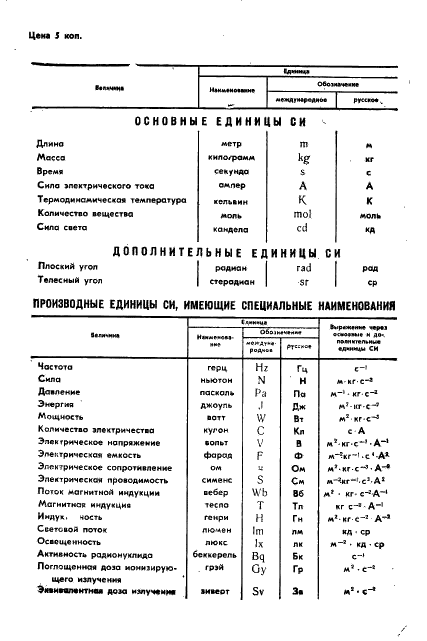 Цена 5 коп.
Величина Единица
Наименование Обозначение
международное русское
ОСНОВНЫЕ ЕДИНИЦЫ СИ
Длина метр m м
Масса килограмм kg кг
Время секунда s с
Сила электрического тока ампер A А
Термодинамическая температура кельвин K К
Количество вещества моль mol моль
Сила света кандела cd кд
ДОПОЛНИТЕЛЬНЫЕ ЕДИНИЦЫ СИ
Плоский угол радиан rad рад
Телесный угол стерадиан sr ср
ПРОИЗВОДНЫЕ ЕДИНИЦЫ СИ, ИМЕЮЩИЕ СПЕЦИАЛЬНЫЕ НАИМЕНОВАНИЯ
Величина Единица Выражение через основные и до-
полнительные единицы СИ
Наименова-
ние Обозначение
междуна-
родное русское
Частота герц Hz Гц с⁻¹
Сила ньютон N Н м·кг·с⁻²
Давление паскаль Pa Па м⁻¹·кг·с⁻²
Энергия джоуль J Дж м²·кг·с⁻²
Мощность ватт W Вт м²·кг·с⁻³
Количество электричества кулон C Кл с·А
Электрическое напряжение вольт V В м²·кг·с⁻³·А⁻¹
Электрическая емкость фарад F Ф м⁻²кг⁻¹·с⁴·А²
Электрическое сопротивление ом Ом м²·кг·с⁻³·А⁻²
Электрическая проводимость сименс S См м⁻²кг⁻¹·с³·А²
Поток магнитной индукции вебер Wb Вб м²·кг·с⁻²А⁻¹
Магнитная индукция тесла T Тл кг с⁻²·А⁻¹
генри H Гн м²·кг·с⁻²·А⁻²
Световой поток люмен lm лм кд·ср
Освещенность люкс lx лк м⁻²·кд·ср
Активность радионуклида беккерель Bq Бк с⁻¹
Поглощенная доза ионизирую- грэй Gy Гр м²·с⁻²
щего излучения
Эквивалентная доза излучения зиверт Sv Зв м²·с⁻²